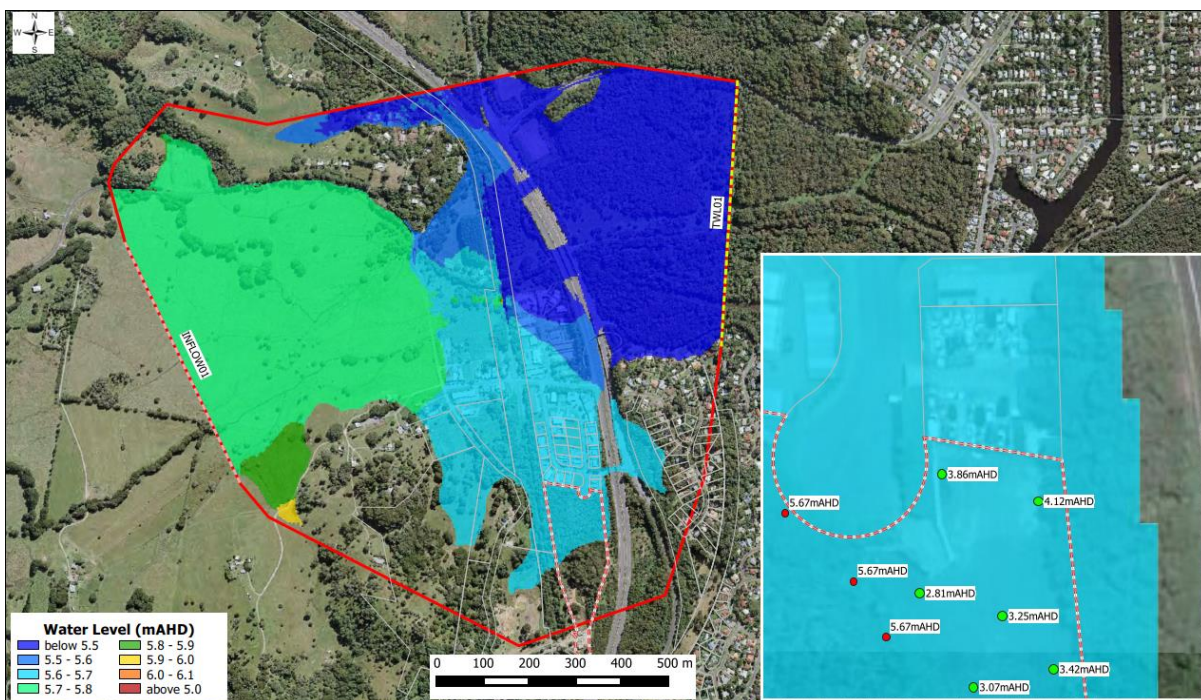 N
W E
S
INFLOW01
TWL01
Water Level (mAHD)
below 5.5
5.5 - 5.6
5.6 - 5.7
5.7 - 5.8
5.8 - 5.9
5.9 - 6.0
6.0 - 6.1
above 5.0
0 100 200 300 400 500 m
3.86mAHD
4.12mAHD
5.67mAHD
5.67mAHD
2.81mAHD
3.25mAHD
5.67mAHD
3.42mAHD
3.07mAHD